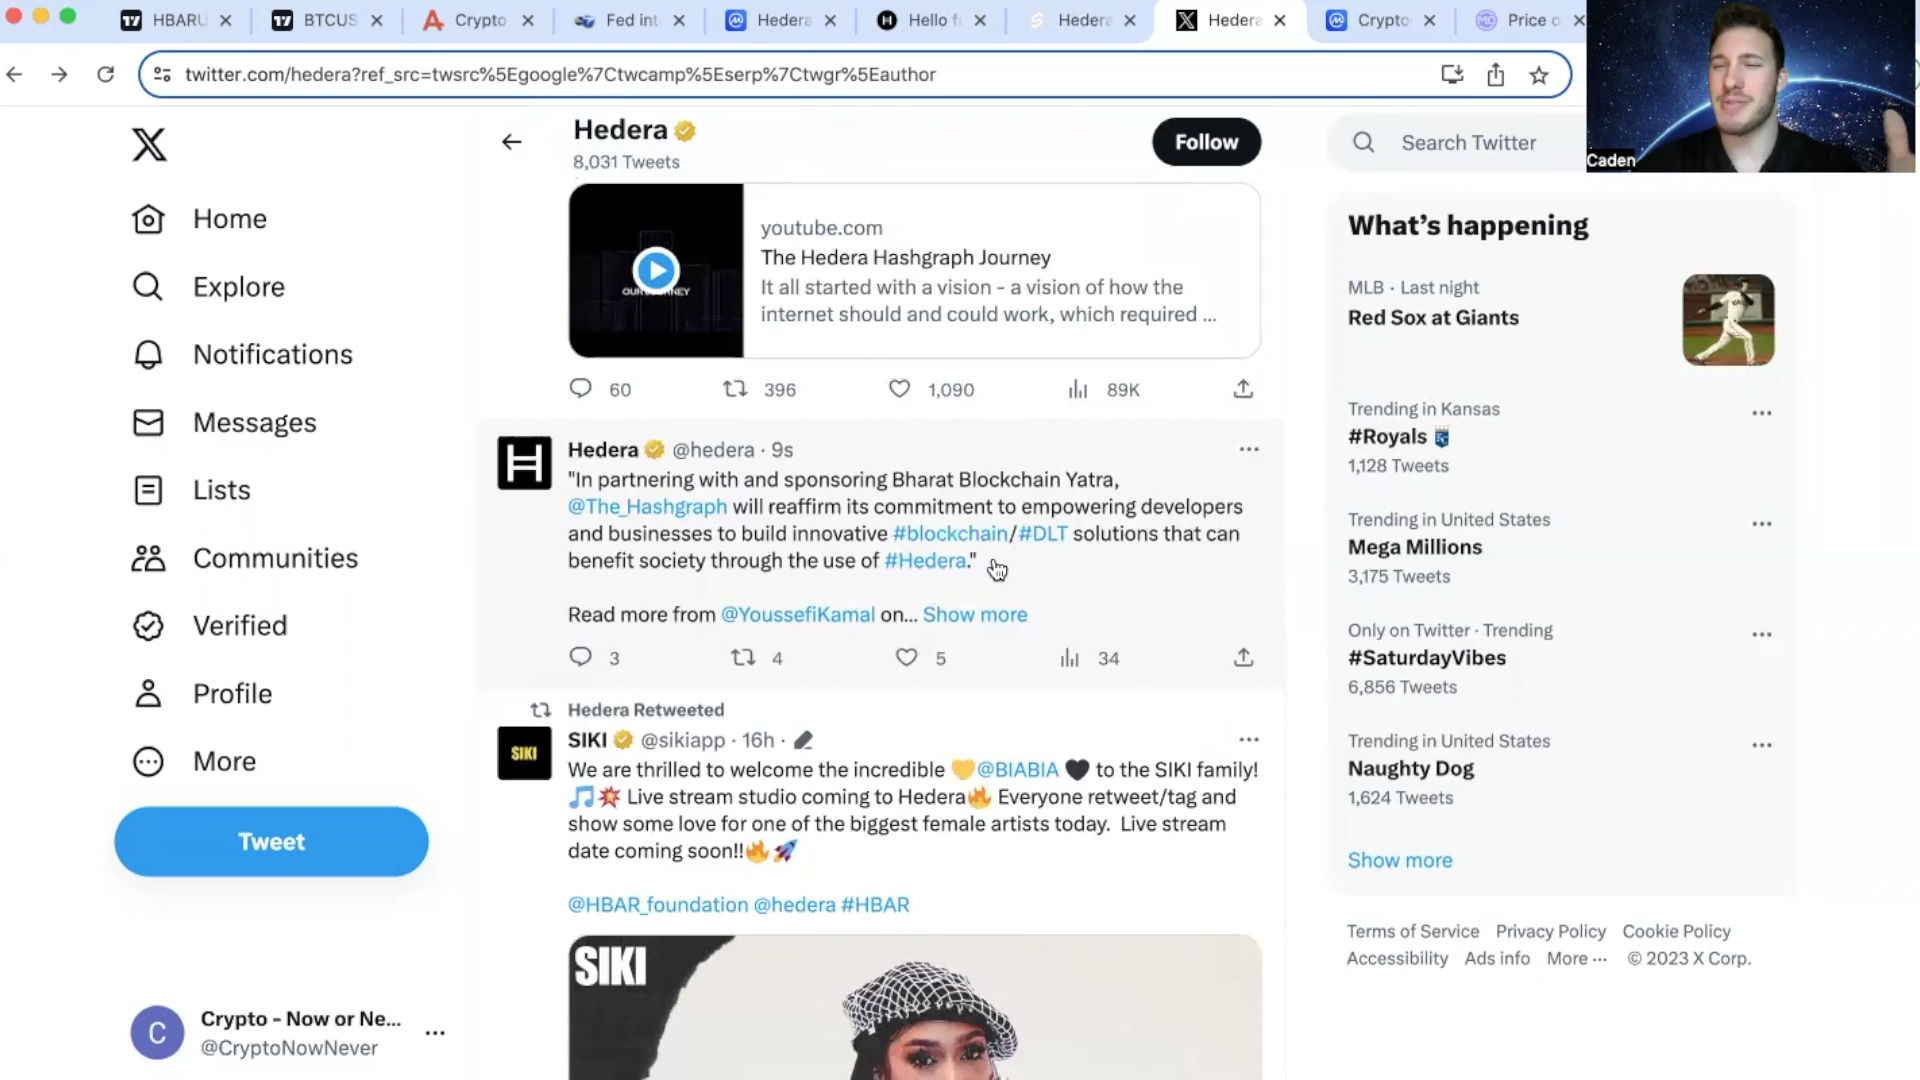 HBARU
BTCUS
Crypto
Fed int
Hedera
Hello f
Hedera
Hedera
Crypto
Price o
twitter.com/hedera?ref_src=twsrc%5Egoogle%7Ctwcamp%5Eserp%7Ctwgr%5Eauthor
Caden
Home
Explore
Notifications
Messages
Lists
Communities
Verified
Profile
More
Tweet
Crypto - Now or Ne...
@CryptoNowNever
C
Hedera
8,031 Tweets
Follow
OUR JOURNEY
youtube.com
The Hedera Hashgraph Journey
It all started with a vision - a vision of how the
internet should and could work, which required ...
60 396 1,090 89K
Hedera @hedera · 9s
"In partnering with and sponsoring Bharat Blockchain Yatra,
@The_Hashgraph will reaffirm its commitment to empowering developers
and businesses to build innovative #blockchain/#DLT solutions that can
benefit society through the use of #Hedera."
Read more from @YoussefiKamal on... Show more
3 4 5 34
Hedera Retweeted
SIKI
SIKI @sikiapp · 16h ·
We are thrilled to welcome the incredible 💛@BIABIA 🖤 to the SIKI family!
🎵💥 Live stream studio coming to Hedera🔥 Everyone retweet/tag and
show some love for one of the biggest female artists today. Live stream
date coming soon!!🔥🚀
@HBAR_foundation @hedera #HBAR
SIKI
Search Twitter
What's happening
MLB · Last night
Red Sox at Giants
Trending in Kansas
#Royals
1,128 Tweets
Trending in United States
Mega Millions
3,175 Tweets
Only on Twitter · Trending
#SaturdayVibes
6,856 Tweets
Trending in United States
Naughty Dog
1,624 Tweets
Show more
Terms of Service Privacy Policy Cookie Policy
Accessibility Ads info More ··· © 2023 X Corp.